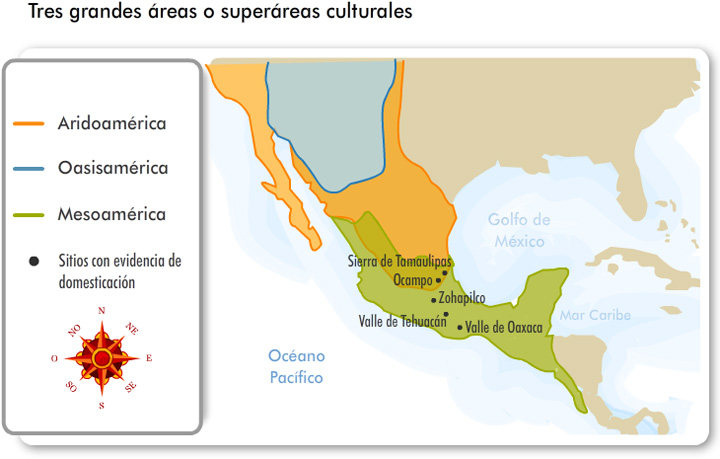 Tres grandes áreas o superáreas culturales
Aridoamérica
Oasisamérica
Mesoamérica
Sitios con evidencia de
domesticación
N
NO
NE
O
E
SO
SE
S
Golfo de
México
Sierra de Tamaulipas
Ocampo
Zohapilco
Valle de Tehuacán
Valle de Oaxaca
Mar Caribe
Océano
Pacífico